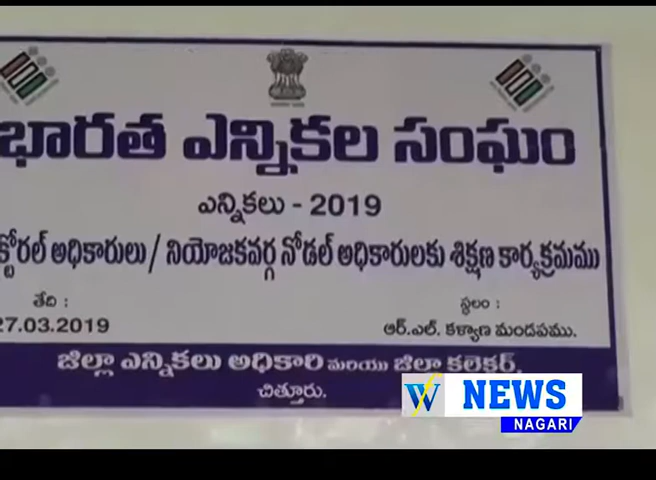 భారత ఎన్నికల సంఘం
ఎన్నికలు - 2019
క్టోరల్ అధికారులు/ నియోజకవర్గ నోడల్ అధికారులకు శిక్షణ కార్యక్రమము
తేది :
27.03.2019
స్థలం :
ఆర్.ఎల్. కళ్యాణ మండపము.
జిల్లా ఎన్నికలు అధికారి మరియు జిల్లా కలెక్టర్,
చిత్తూరు.
W NEWS
NAGARI